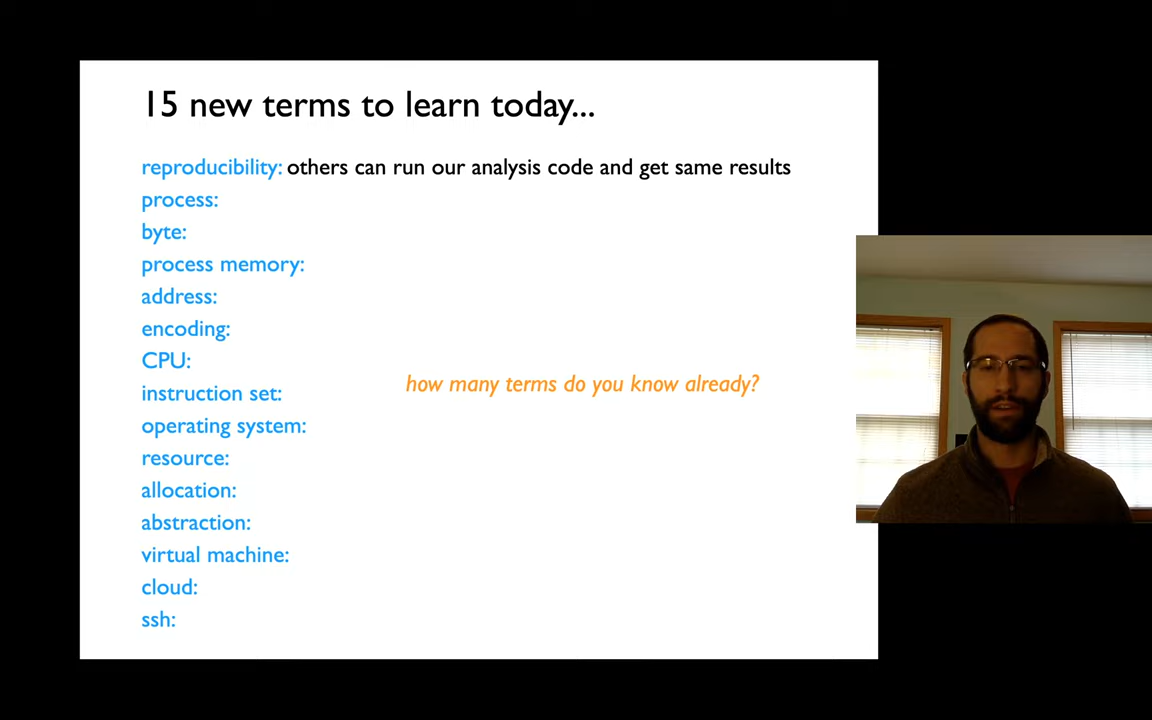 15 new terms to learn today...
reproducibility: others can run our analysis code and get same results
process:
byte:
process memory:
address:
encoding:
CPU:
how many terms do you know already?
instruction set:
operating system:
resource:
allocation:
abstraction:
virtual machine:
cloud:
ssh: